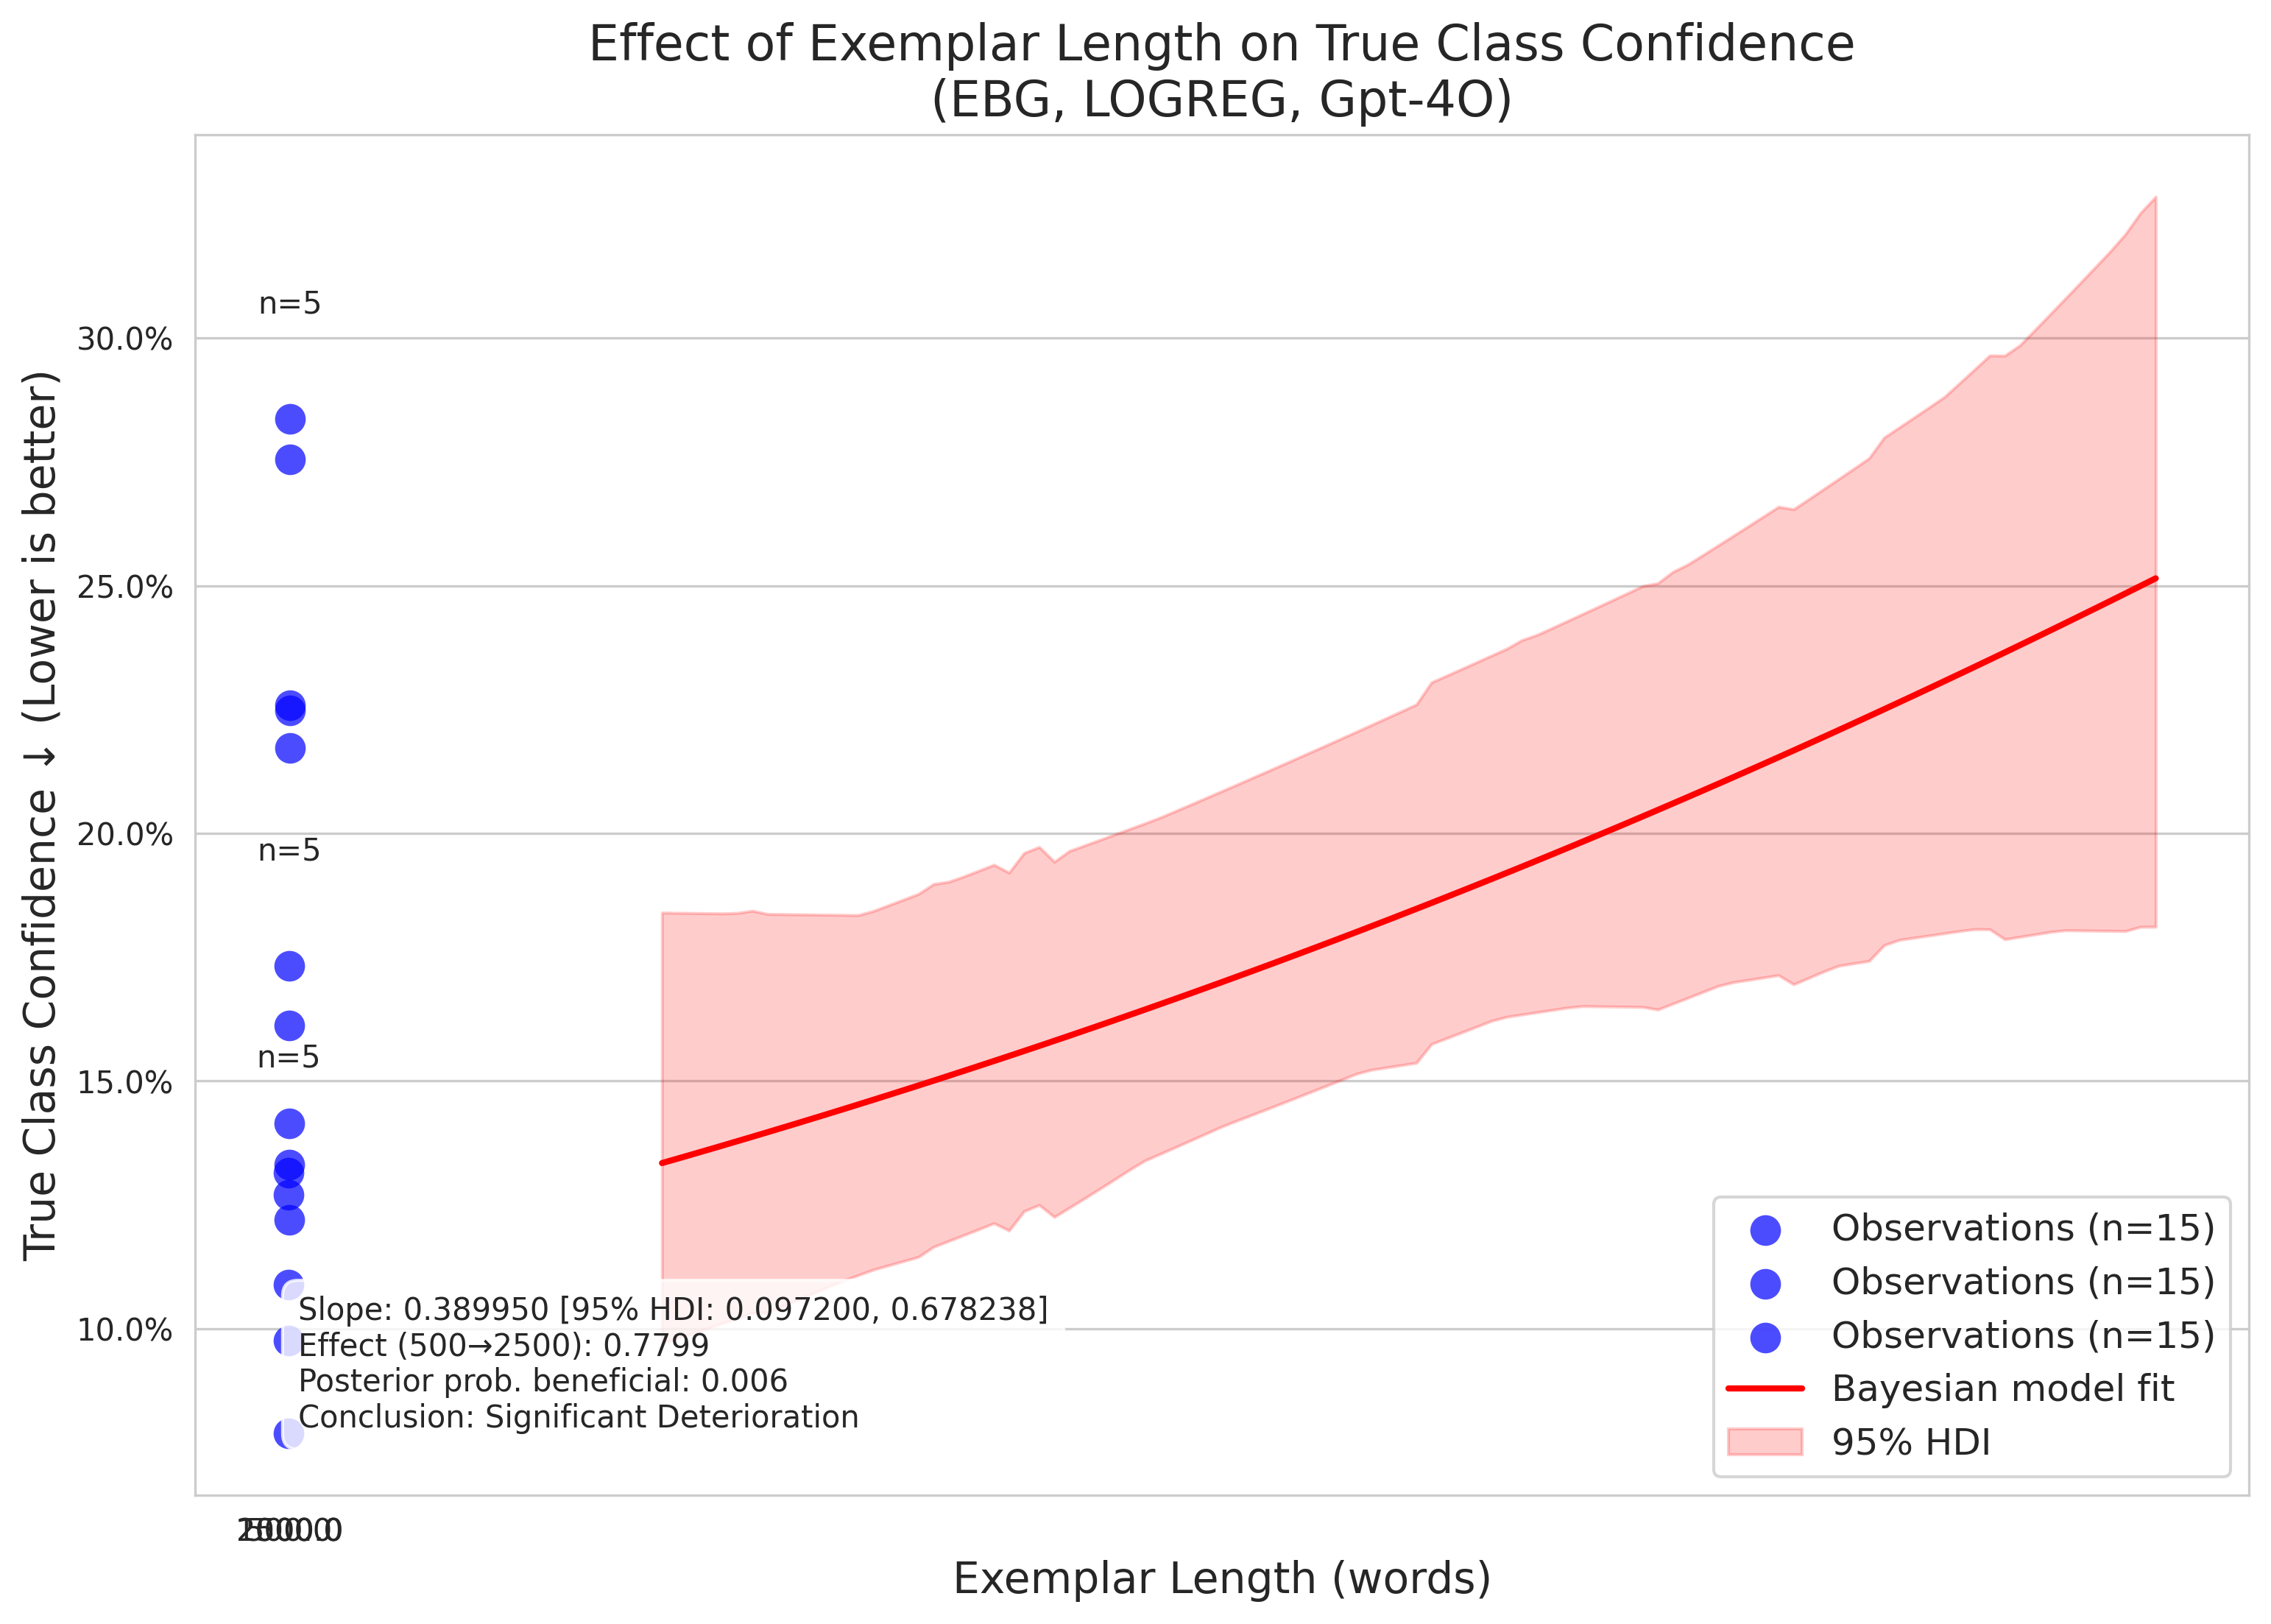 Effect of Exemplar Length on True Class Confidence
(EBG, LOGREG, Gpt-4O)
True Class Confidence ↓ (Lower is better)
30.0%
25.0%
20.0%
15.0%
10.0%
n=5
n=5
n=5
Slope: 0.389950 [95% HDI: 0.097200, 0.678238]
Effect (500→2500): 0.7799
Posterior prob. beneficial: 0.006
Conclusion: Significant Deterioration
Observations (n=15)
Observations (n=15)
Observations (n=15)
Bayesian model fit
95% HDI
Exemplar Length (words)